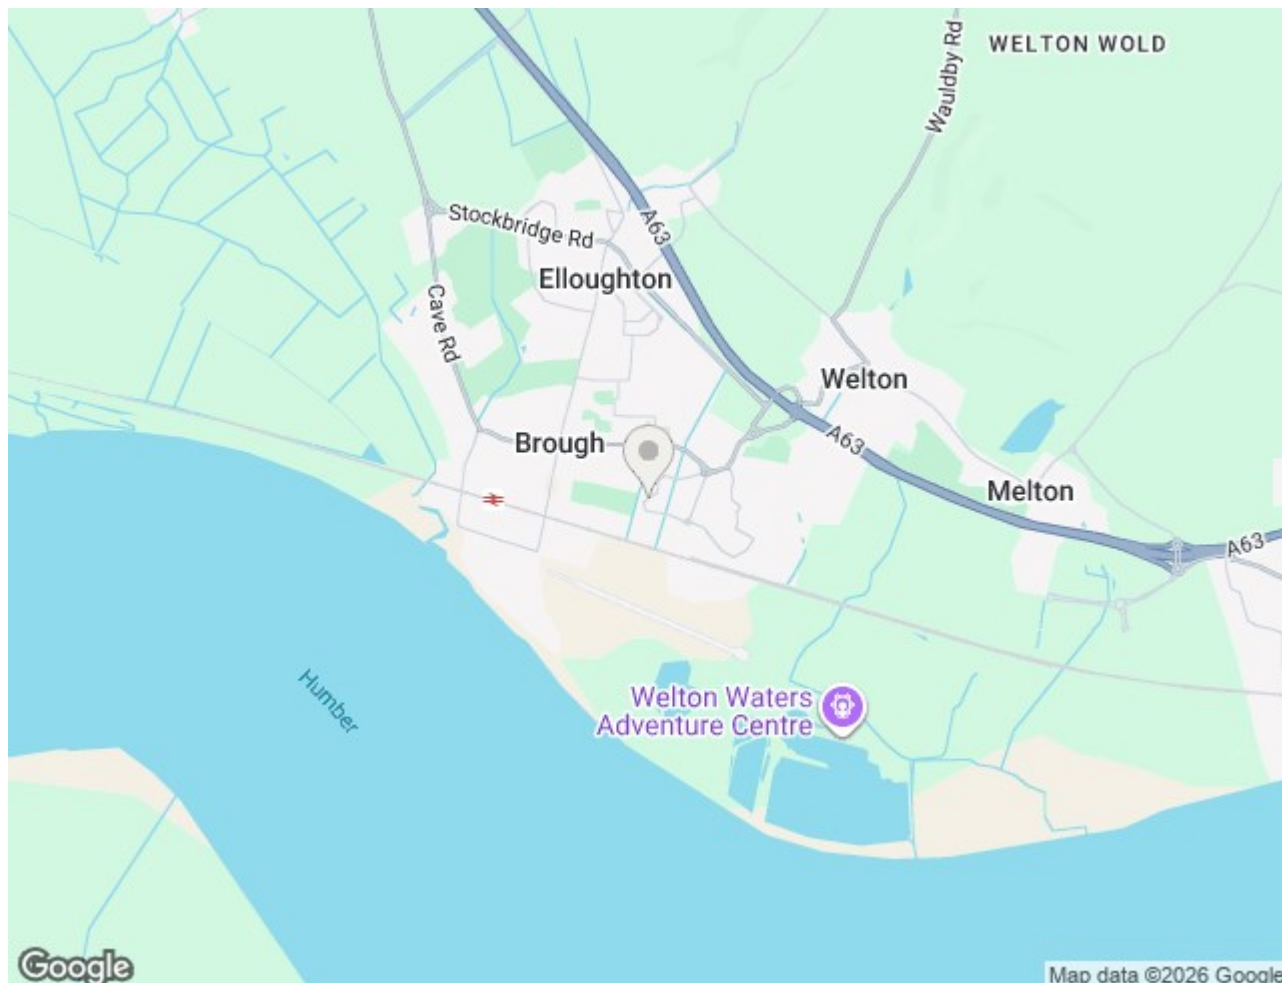 WELTON WOLD
Wauldby Rd
Stockbridge Rd
A63
Elloughton
Cave Rd
Welton
Brough
A63
Melton
A63
Humber
Welton Waters
Adventure Centre
Google
Map data ©2026 Google